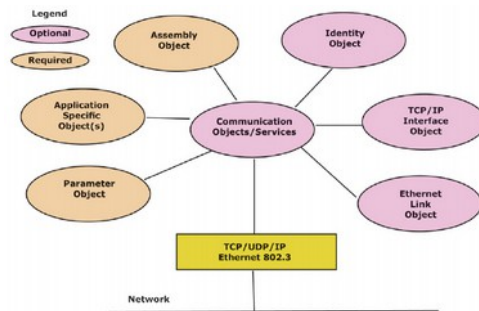 Legend
Optional
Required
Assembly
Object
Identity
Object
Application
Specific
Object(s)
Communication
Objects/Services
TCP/IP
Interface
Object
Parameter
Object
Ethernet
Link
Object
TCP/UDP/IP
Ethernet 802.3
Network